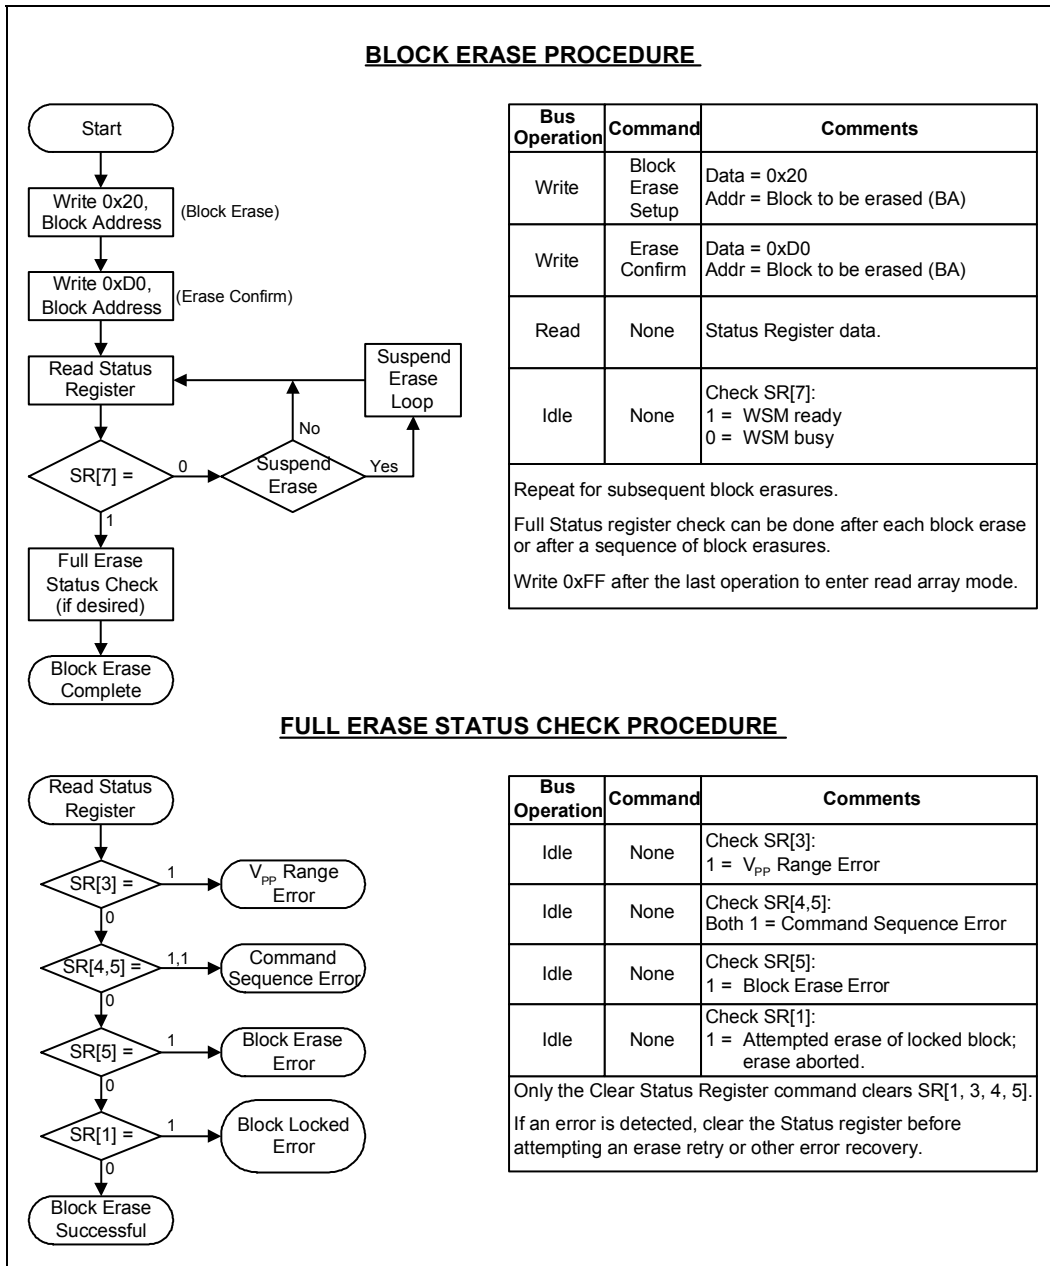 BLOCK ERASE PROCEDURE
Start
Write 0x20,
Block Address
(Block Erase)
Write 0xD0,
Block Address
(Erase Confirm)
Read Status
Register
Suspend
Erase
Loop
No
SR[7] =
0
Suspend
Erase
Yes
1
Full Erase
Status Check
(if desired)
Block Erase
Complete
Bus
Operation
Command
Comments
Write
Block
Erase
Setup
Data = 0x20
Addr = Block to be erased (BA)
Write
Erase
Confirm
Data = 0xD0
Addr = Block to be erased (BA)
Read
None
Status Register data.
Idle
None
Check SR[7]:
1 = WSM ready
0 = WSM busy
Repeat for subsequent block erasures.
Full Status register check can be done after each block erase
or after a sequence of block erasures.
Write 0xFF after the last operation to enter read array mode.
FULL ERASE STATUS CHECK PROCEDURE
Read Status
Register
SR[3] =
1
VPP Range
Error
0
SR[4,5] =
1,1
Command
Sequence Error
0
SR[5] =
1
Block Erase
Error
0
SR[1] =
1
Block Locked
Error
0
Block Erase
Successful
Bus
Operation
Command
Comments
Idle
None
Check SR[3]:
1 = VPP Range Error
Idle
None
Check SR[4,5]:
Both 1 = Command Sequence Error
Idle
None
Check SR[5]:
1 = Block Erase Error
Idle
None
Check SR[1]:
1 = Attempted erase of locked block;
erase aborted.
Only the Clear Status Register command clears SR[1, 3, 4, 5].
If an error is detected, clear the Status register before
attempting an erase retry or other error recovery.